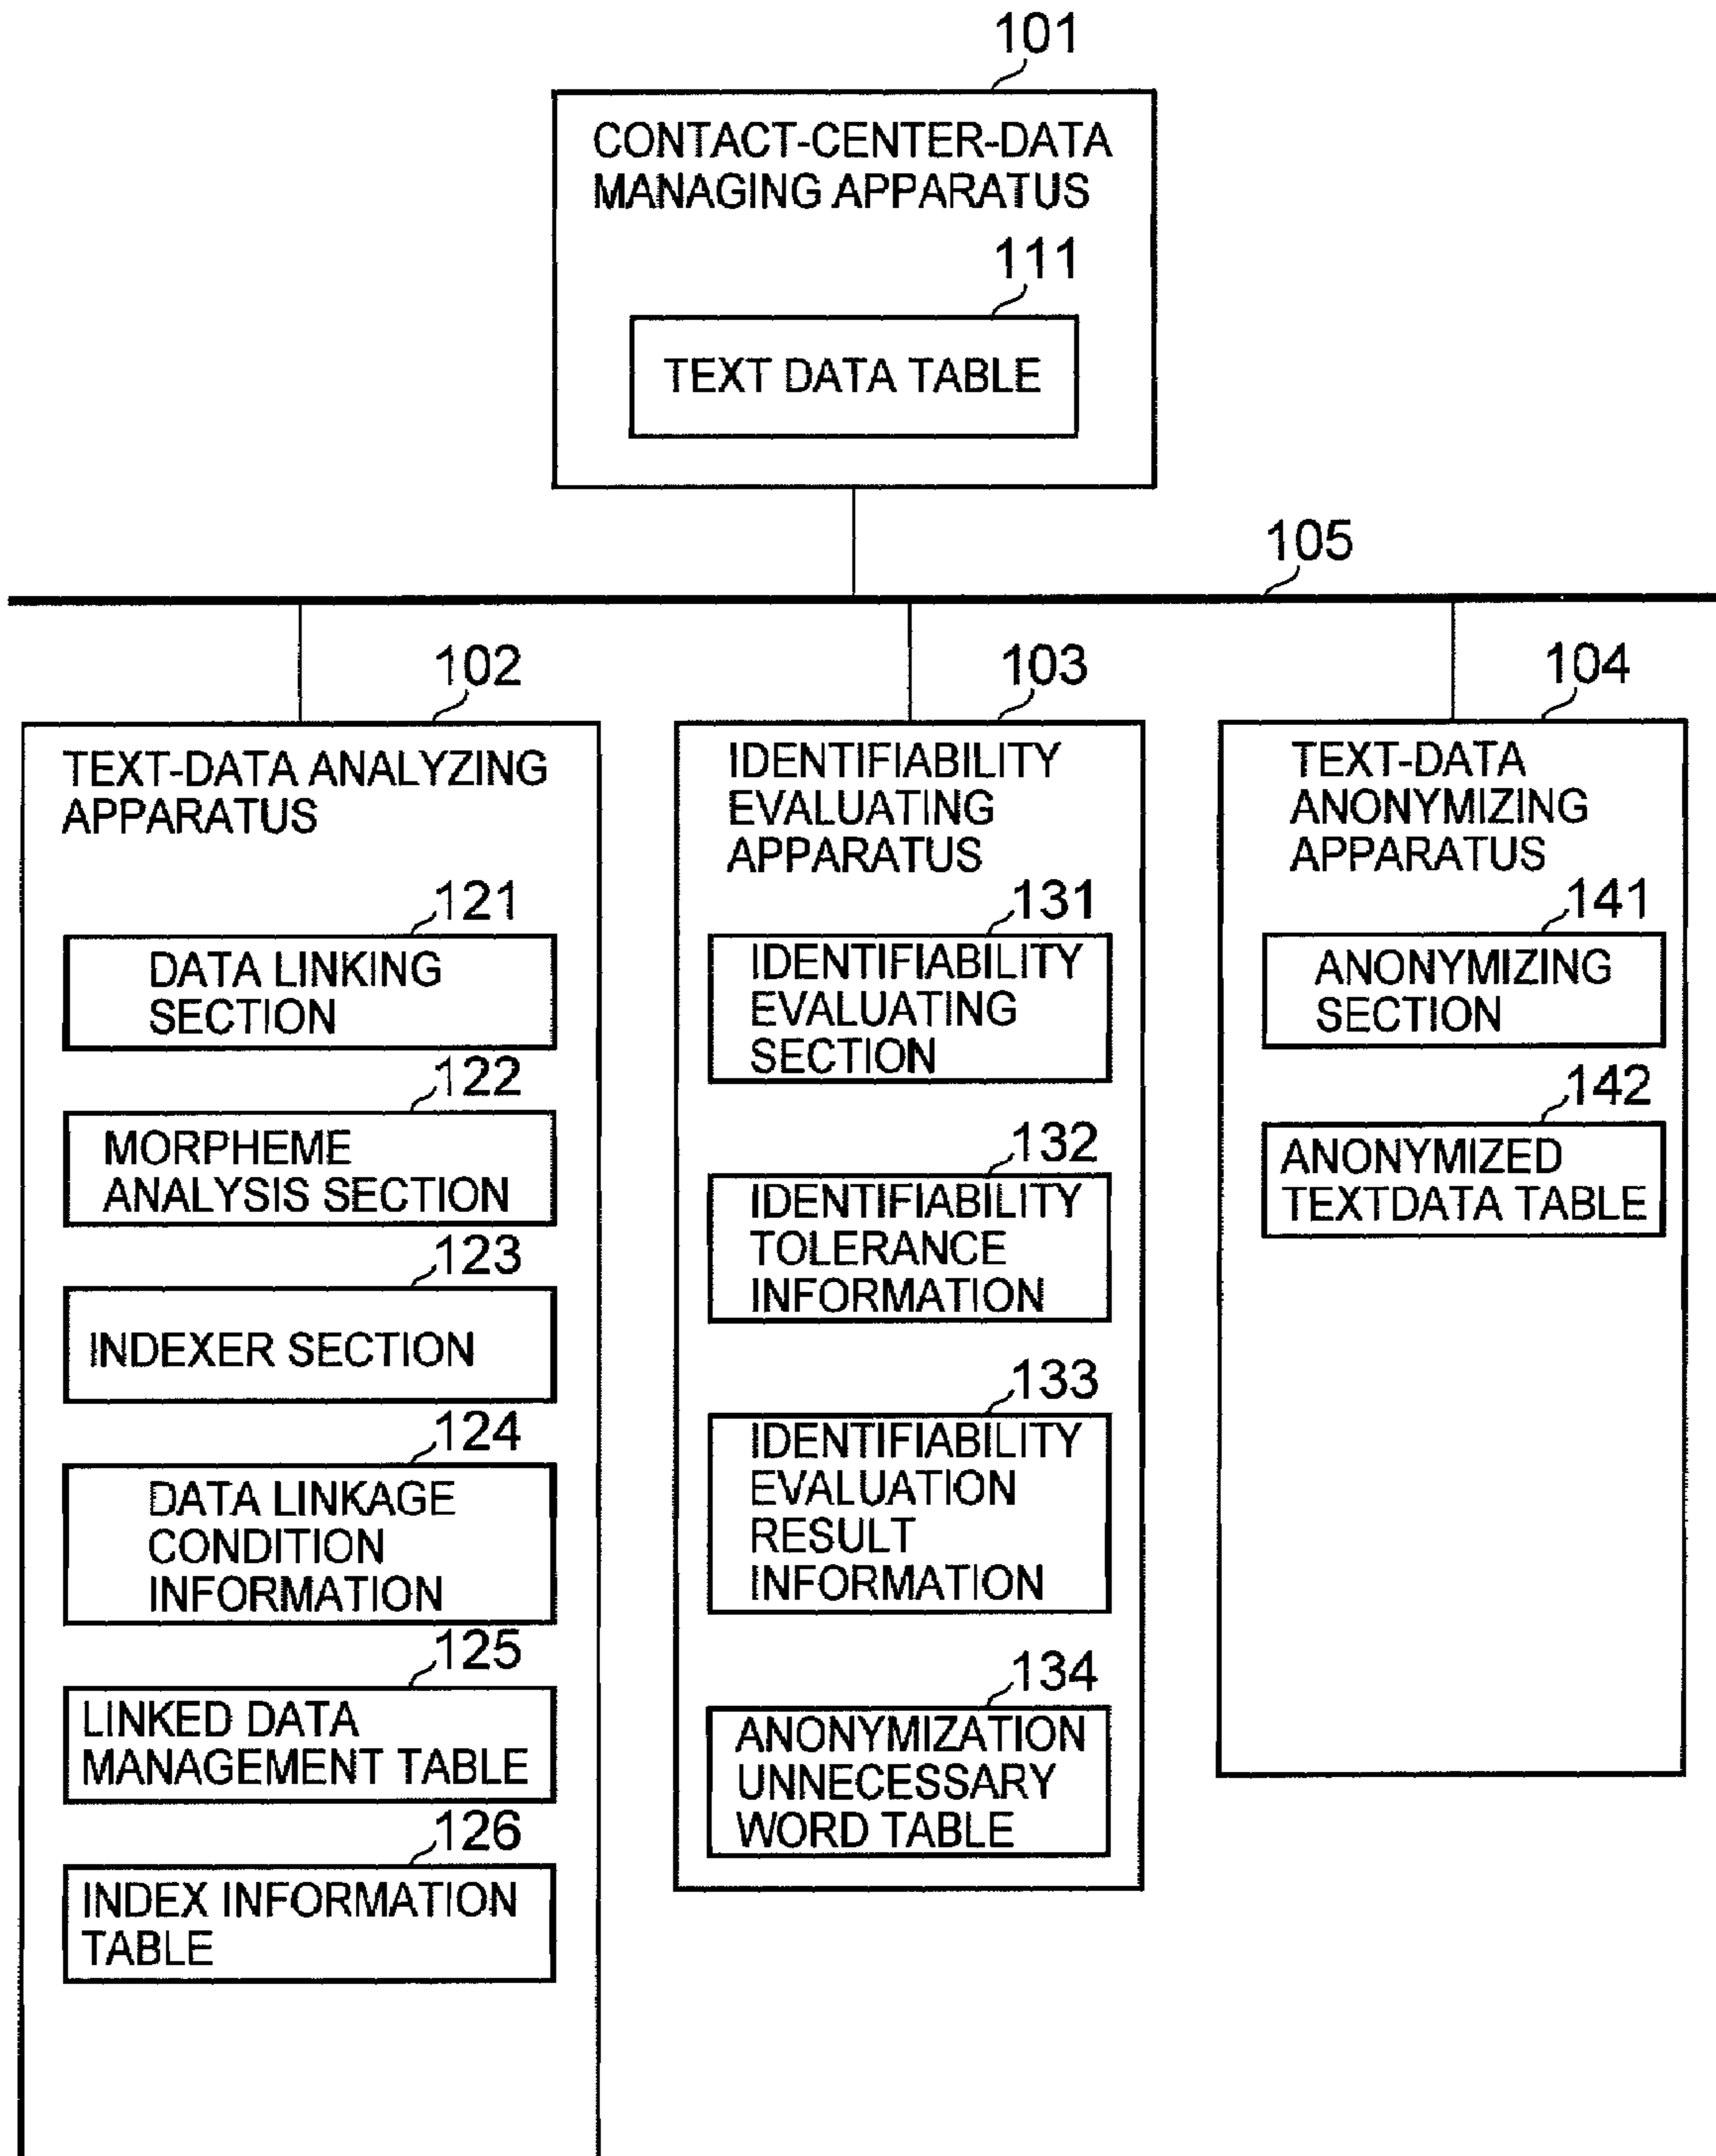 101
CONTACT-CENTER-DATA
MANAGING APPARATUS
111
TEXT DATA TABLE
105
102
TEXT-DATA ANALYZING
APPARATUS
121
DATA LINKING
SECTION
122
MORPHEME
ANALYSIS SECTION
123
INDEXER SECTION
124
DATA LINKAGE
CONDITION
INFORMATION
125
LINKED DATA
MANAGEMENT TABLE
126
INDEX INFORMATION
TABLE
103
IDENTIFIABILITY
EVALUATING
APPARATUS
131
IDENTIFIABILITY
EVALUATING
SECTION
132
IDENTIFIABILITY
TOLERANCE
INFORMATION
133
IDENTIFIABILITY
EVALUATION
RESULT
INFORMATION
134
ANONYMIZATION
UNNECESSARY
WORD TABLE
104
TEXT-DATA
ANONYMIZING
APPARATUS
141
ANONYMIZING
SECTION
142
ANONYMIZED
TEXTDATA TABLE